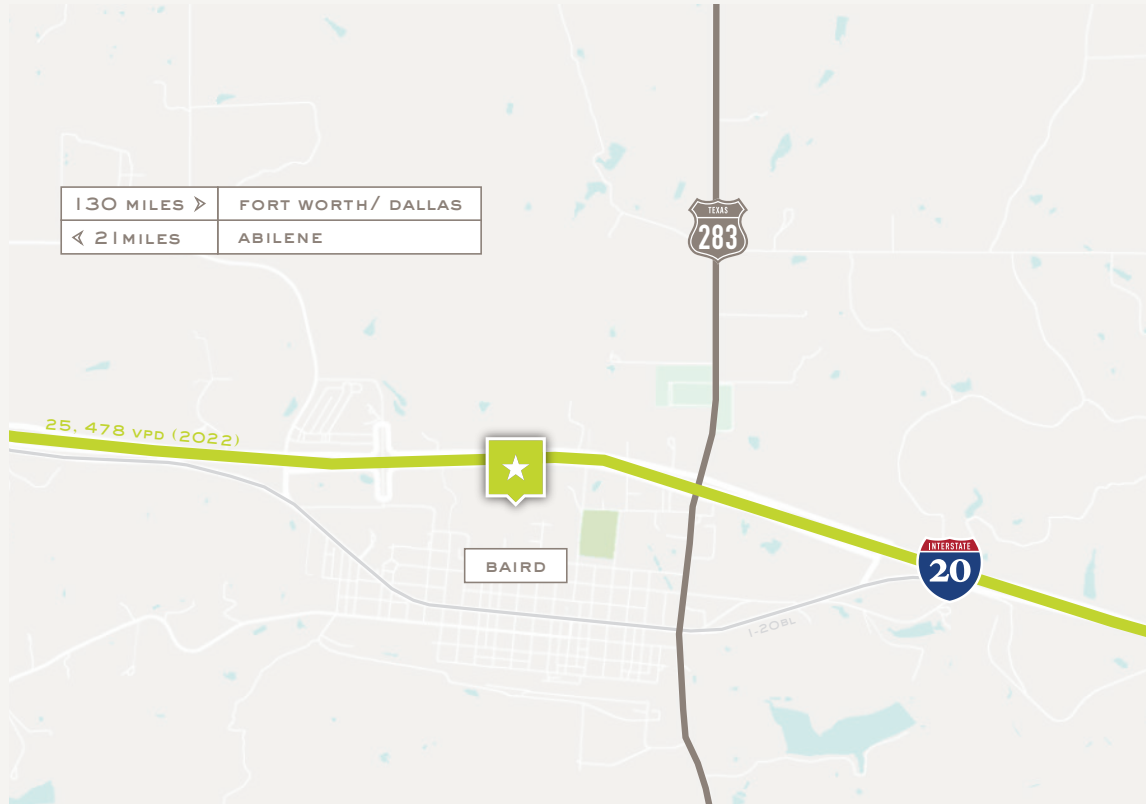 130 MILES >
FORT WORTH/ DALLAS
< 21MILES
ABILENE
TEXAS
283
25, 478 VPD (2022)
INTERSTATE
20
BAIRD
I-20BL